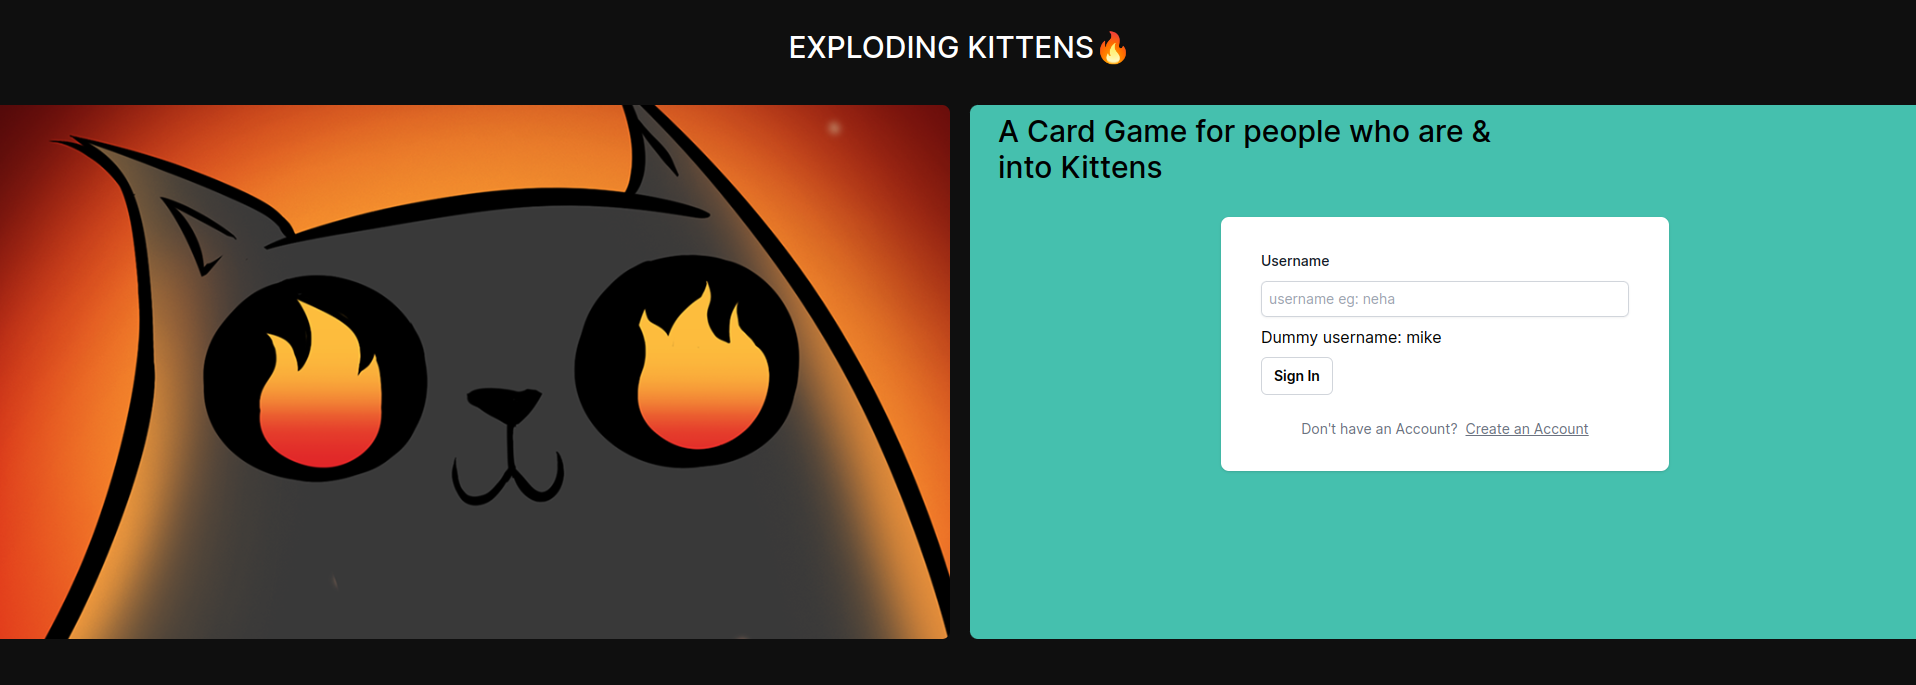 EXPLODING KITTENS🔥
A Card Game for people who are &
into Kittens
Username
username eg: neha
Dummy username: mike
Sign In
Don't have an Account? Create an Account